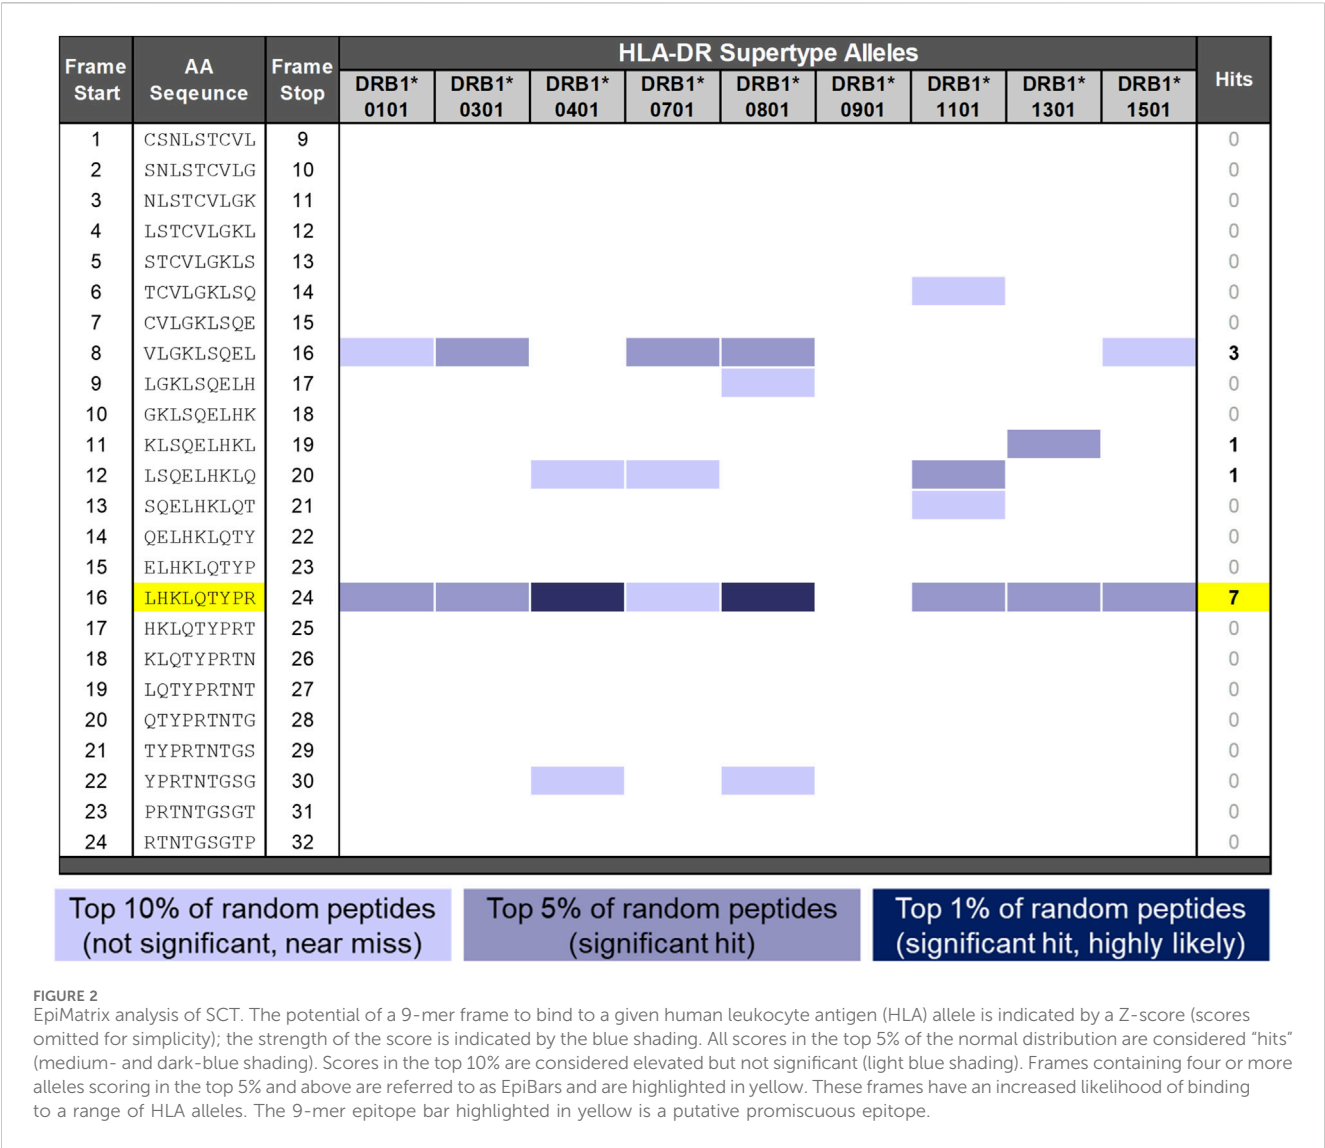 HLA-DR Supertype Alleles
Frame Start AA Seqeunce Frame Stop DRB1* 0101 DRB1* 0301 DRB1* 0401 DRB1* 0701 DRB1* 0801 DRB1* 0901 DRB1* 1101 DRB1* 1301 DRB1* 1501 Hits
1 CSNLSTCVL 9 0
2 SNLSTCVLG 10 0
3 NLSTCVLGK 11 0
4 LSTCVLGKL 12 0
5 STCVLGKLS 13 0
6 TCVLGKLSQ 14 0
7 CVLGKLSQE 15 0
8 VLGKLSQEL 16 3
9 LGKLSQELH 17 0
10 GKLSQELHK 18 0
11 KLSQELHKL 19 1
12 LSQELHKLQ 20 1
13 SQELHKLQT 21 0
14 QELHKLQTY 22 0
15 ELHKLQTYP 23 0
16 LHKLQTYPR 24 7
17 HKLQTYPRT 25 0
18 KLQTYPRTN 26 0
19 LQTYPRTNT 27 0
20 QTYPRTNTG 28 0
21 TYPRTNTGS 29 0
22 YPRTNTGSG 30 0
23 PRTNTGSGT 31 0
24 RTNTGSGTP 32 0
Top 10% of random peptides
(not significant, near miss)
Top 5% of random peptides
(significant hit)
Top 1% of random peptides
(significant hit, highly likely)
FIGURE 2
EpiMatrix analysis of SCT. The potential of a 9-mer frame to bind to a given human leukocyte antigen (HLA) allele is indicated by a Z-score (scores
omitted for simplicity); the strength of the score is indicated by the blue shading. All scores in the top 5% of the normal distribution are considered “hits”
(medium- and dark-blue shading). Scores in the top 10% are considered elevated but not significant (light blue shading). Frames containing four or more
alleles scoring in the top 5% and above are referred to as EpiBars and are highlighted in yellow. These frames have an increased likelihood of binding
to a range of HLA alleles. The 9-mer epitope bar highlighted in yellow is a putative promiscuous epitope.